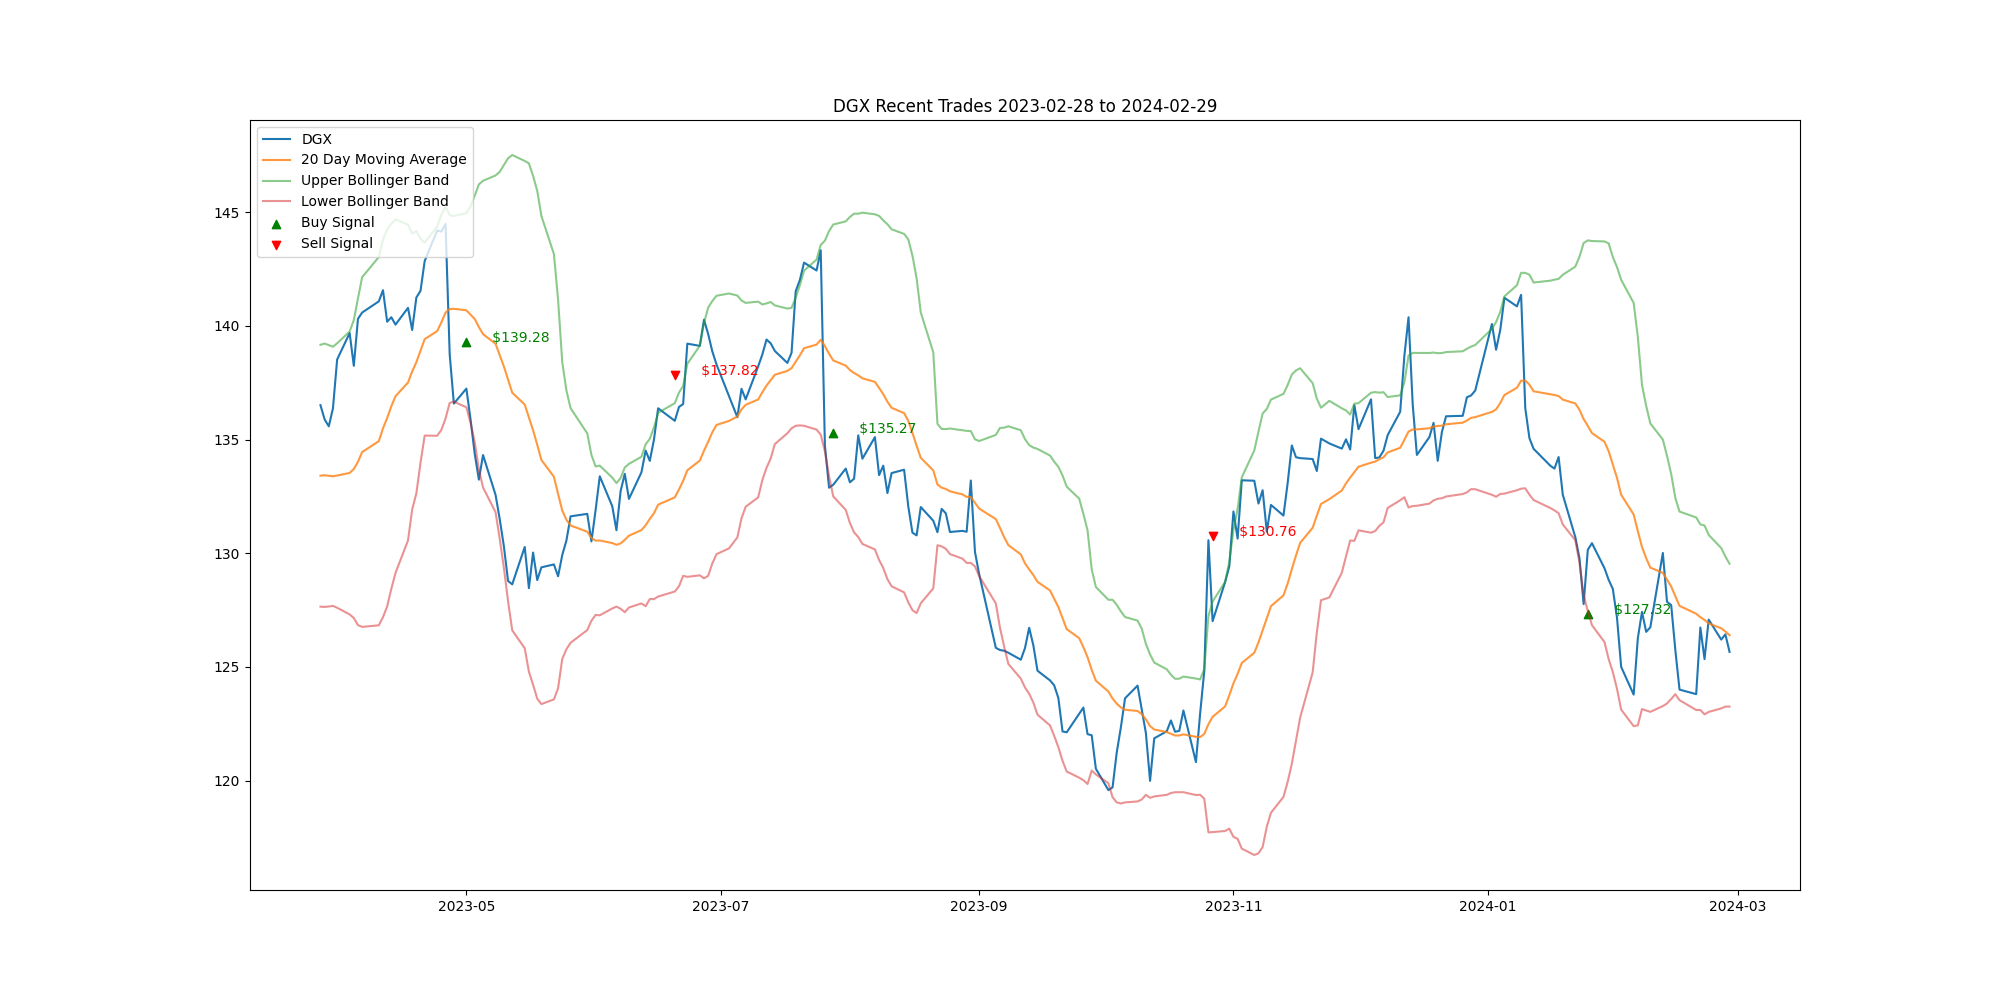 DGX Recent Trades 2023-02-28 to 2024-02-29
DGX
20 Day Moving Average
Upper Bollinger Band
Lower Bollinger Band
Buy Signal
Sell Signal
145
140
135
130
125
120
$139.28
$137.82
$135.27
$130.76
$127.32
2023-05
2023-07
2023-09
2023-11
2024-01
2024-03